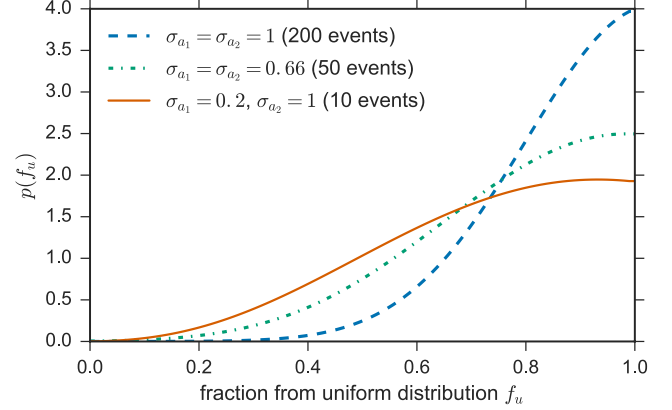 4.0
3.5
3.0
2.5
2.0
1.5
1.0
0.5
0.0
p(f_u)
σ_{a_1} = σ_{a_2} = 1 (200 events)
σ_{a_1} = σ_{a_2} = 0.66 (50 events)
σ_{a_1} = 0.2, σ_{a_2} = 1 (10 events)
0.0 0.2 0.4 0.6 0.8 1.0
fraction from uniform distribution f_u